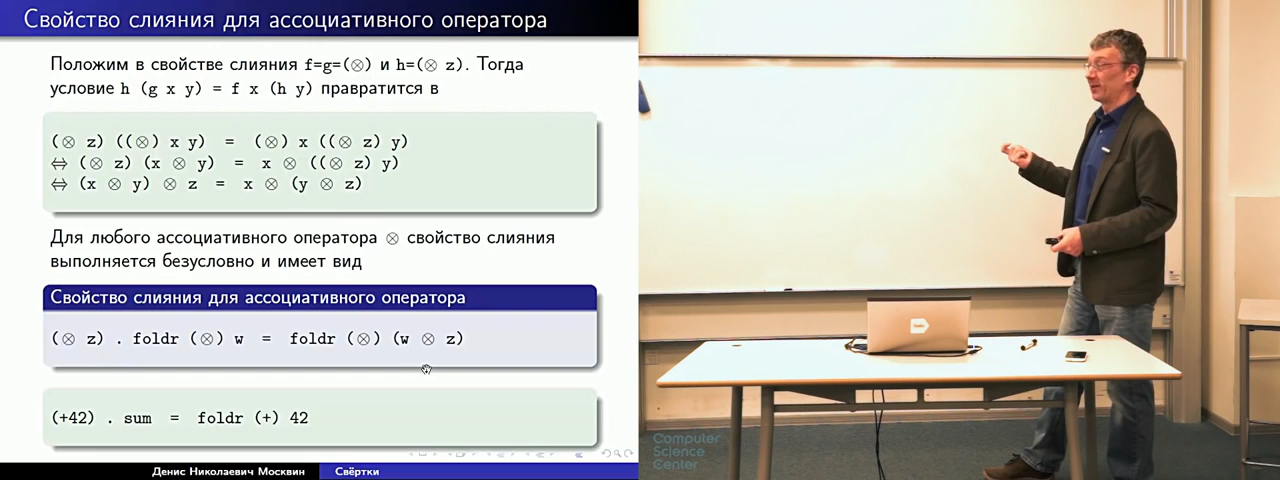 Свойство слияния для ассоциативного оператора
Положим в свойстве слияния f=g=(⊗) и h=(⊗ z). Тогда
условие h (g x y) = f x (h y) правратится в
(⊗ z) ((⊗) x y) = (⊗) x ((⊗ z) y)
⇔ (⊗ z) (x ⊗ y) = x ⊗ ((⊗ z) y)
⇔ (x ⊗ y) ⊗ z = x ⊗ (y ⊗ z)
Для любого ассоциативного оператора ⊗ свойство слияния
выполняется безусловно и имеет вид
Свойство слияния для ассоциативного оператора
(⊗ z) . foldr (⊗) w = foldr (⊗) (w ⊗ z)
(+42) . sum = foldr (+) 42
Денис Николаевич Москвин Свёртки
Computer
Science
Center